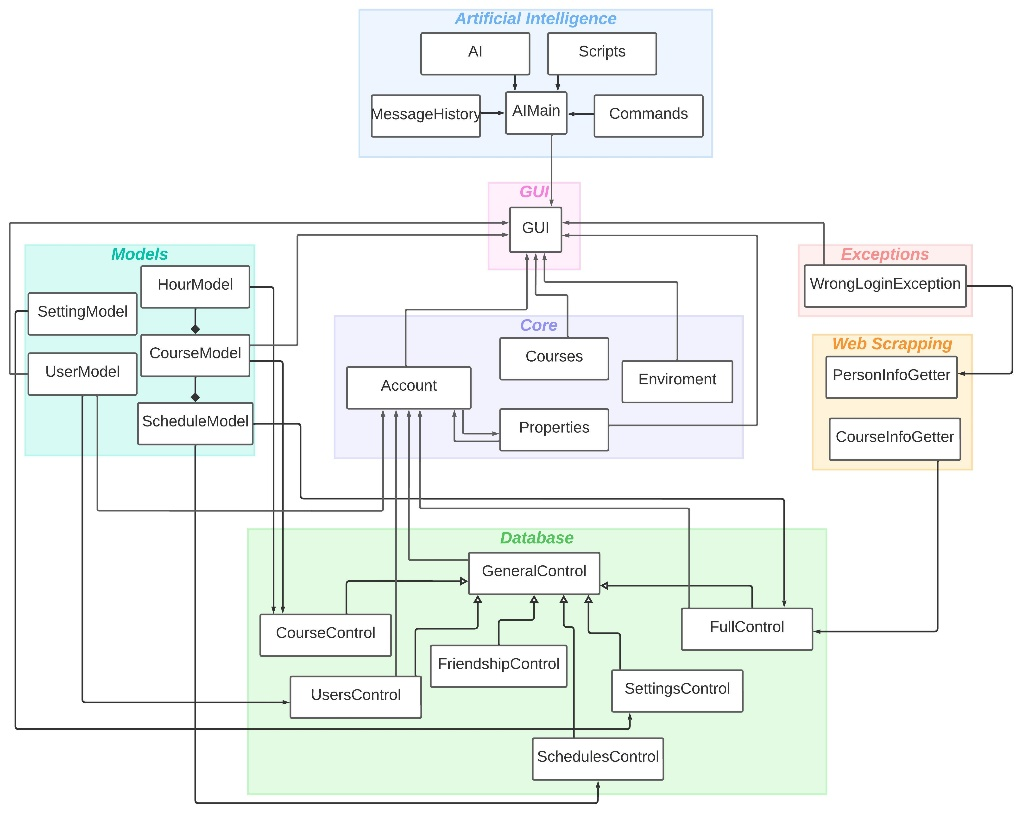 Artificial Intelligence
AI
Scripts
MessageHistory
AIMain
Commands
GUI
GUI
Models
HourModel
SettingModel
CourseModel
UserModel
ScheduleModel
Core
Courses
Account
Enviroment
Properties
Exceptions
WrongLoginException
Web Scrapping
PersonInfoGetter
CourseInfoGetter
Database
GeneralControl
CourseControl
FullControl
FriendshipControl
UsersControl
SettingsControl
SchedulesControl